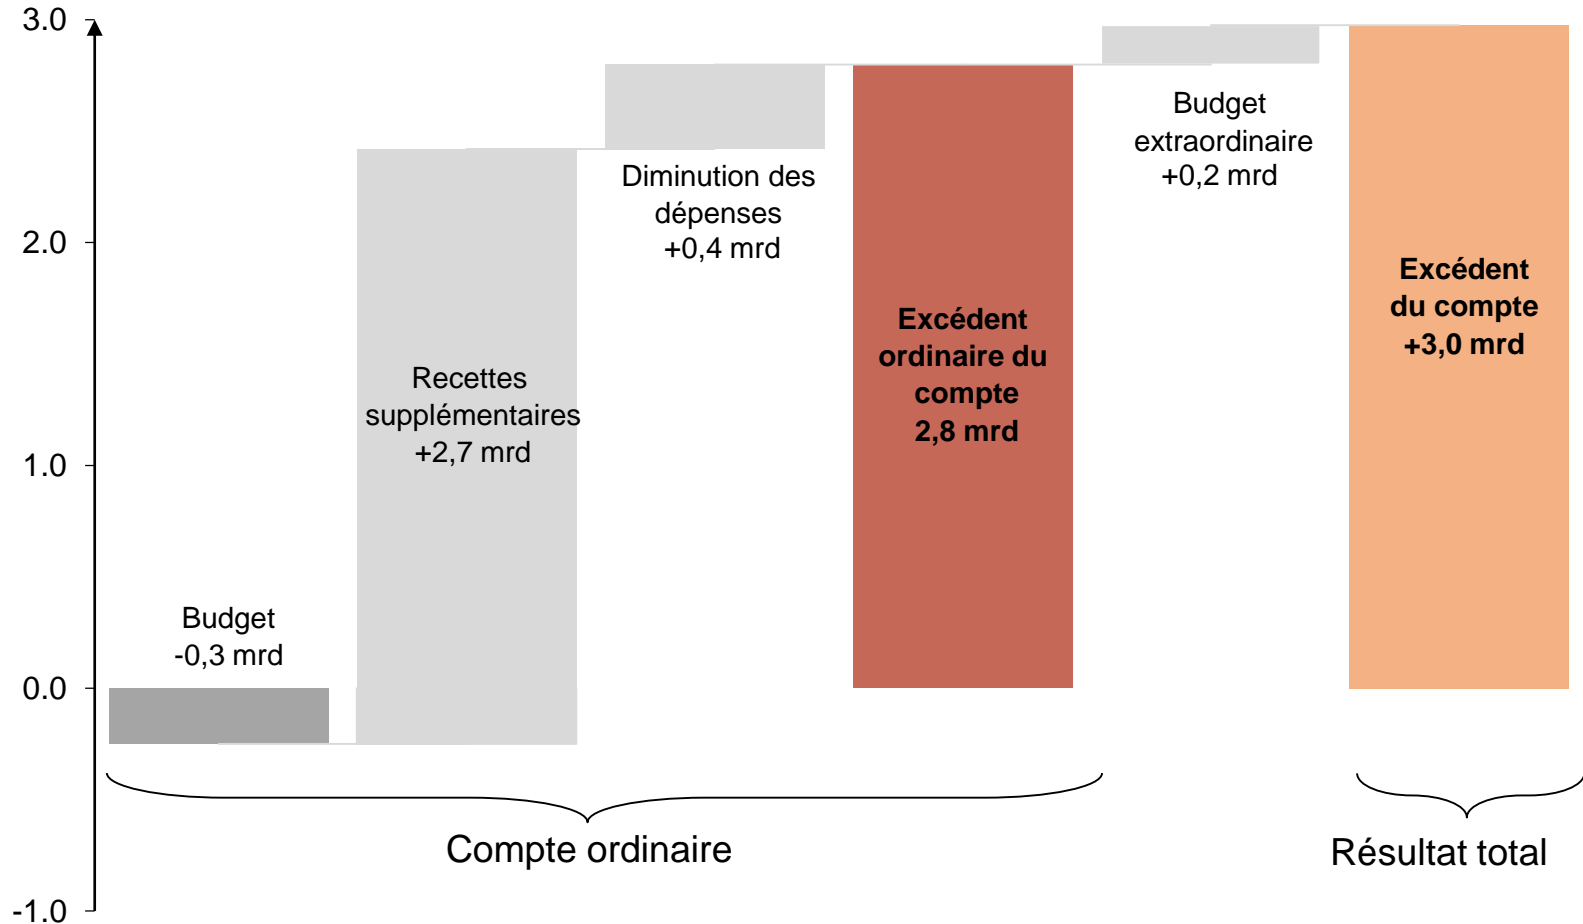 3.0
2.0
1.0
0.0
-1.0
Budget
-0,3 mrd
Recettes
supplémentaires
+2,7 mrd
Diminution des
dépenses
+0,4 mrd
Excédent
ordinaire du
compte
2,8 mrd
Budget
extraordinaire
+0,2 mrd
Excédent
du compte
+3,0 mrd
Compte ordinaire
Résultat total